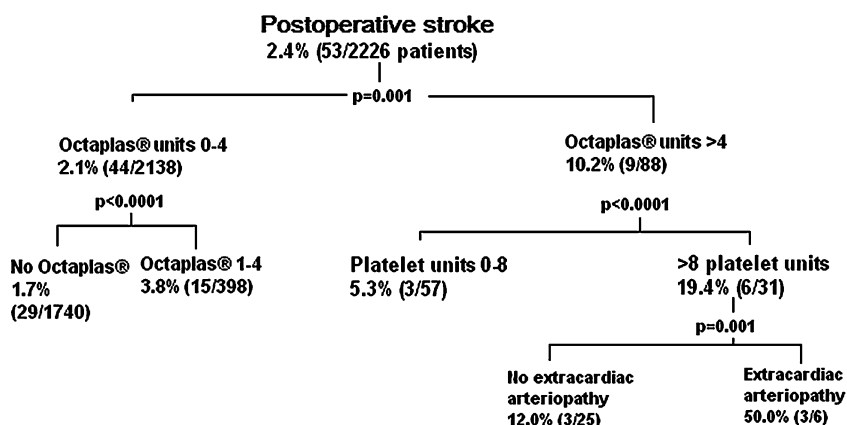 Postoperative stroke
2.4% (53/2226 patients)
p=0.001
Octaplas® units 0-4
2.1% (44/2138)
Octaplas® units >4
10.2% (9/88)
p<0.0001
p<0.0001
No Octaplas®
1.7%
(29/1740)
Octaplas® 1-4
3.8% (15/398)
Platelet units 0-8
5.3% (3/57)
>8 platelet units
19.4% (6/31)
p=0.001
No extracardiac
arteriopathy
12.0% (3/25)
Extracardiac
arteriopathy
50.0% (3/6)